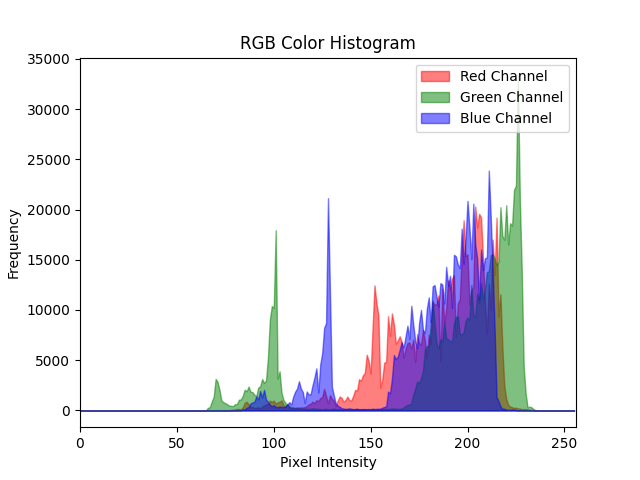 RGB Color Histogram
35000
30000
25000
20000
15000
10000
5000
0
Frequency
Red Channel
Green Channel
Blue Channel
0 50 100 150 200 250
Pixel Intensity